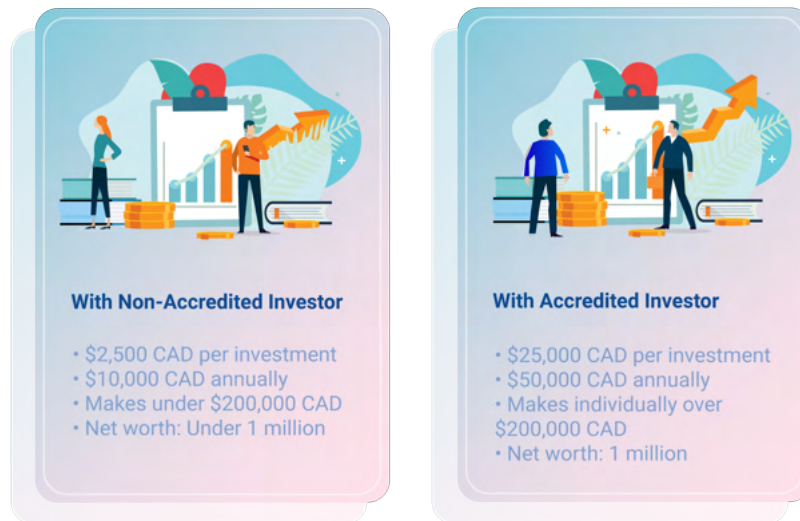 With Non-Accredited Investor
• $2,500 CAD per investment
• $10,000 CAD annually
• Makes under $200,000 CAD
• Net worth: Under 1 million
With Accredited Investor
• $25,000 CAD per investment
• $50,000 CAD annually
• Makes individually over
$200,000 CAD
• Net worth: 1 million